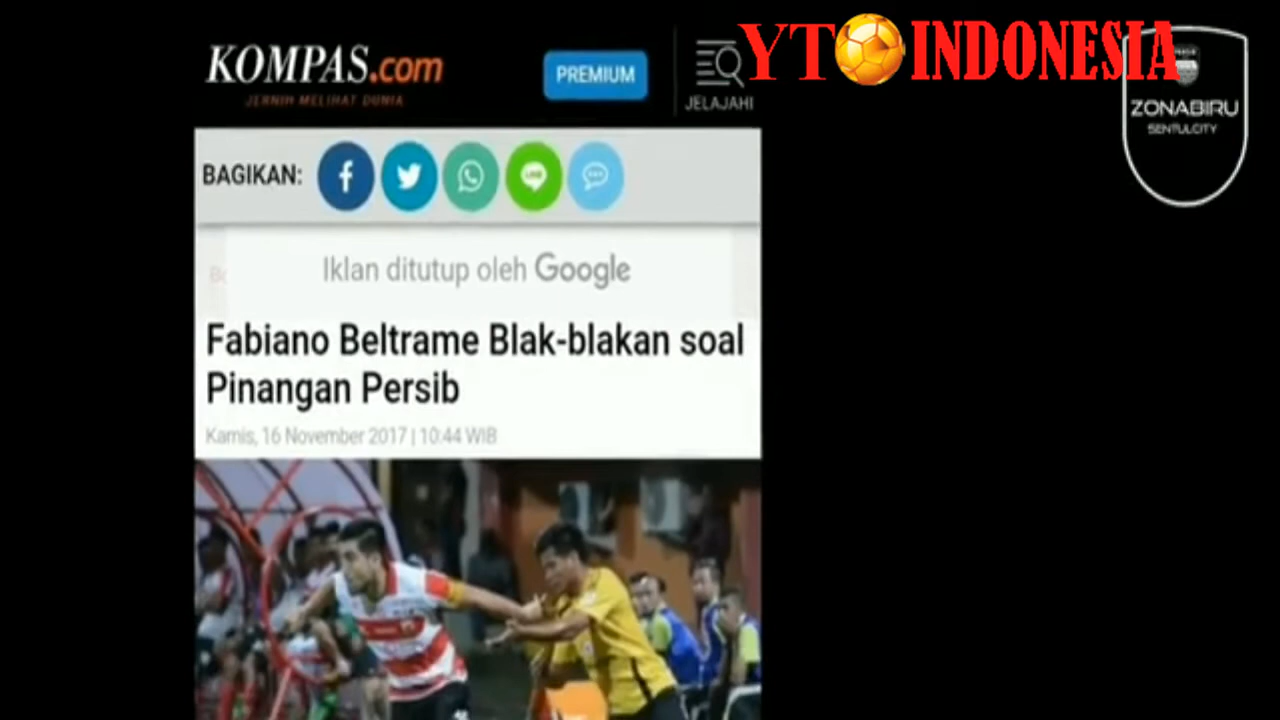 KOMPAS.com
JERNIH MELIHAT DUNIA
PREMIUM
JELAJAHI
YT INDONESIA
ZONABIRU
SENTULCITY
BAGIKAN:
LINE
Iklan ditutup oleh Google
Fabiano Beltrame Blak-blakan soal
Pinangan Persib
Kamis, 16 November 2017 | 10:44 WIB